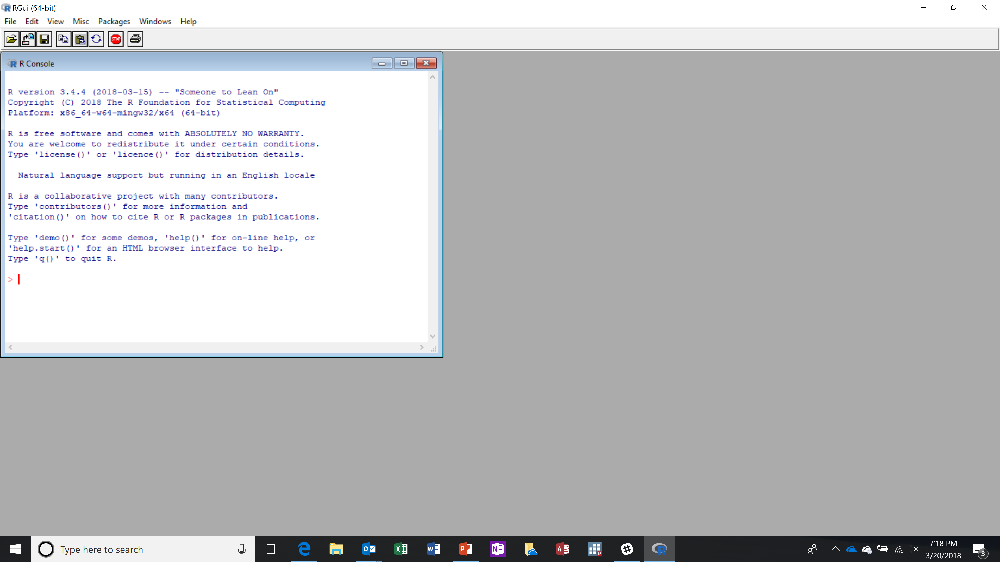 RGui (64-bit)
File Edit View Misc Packages Windows Help
STOP
R Console
R version 3.4.4 (2018-03-15) -- "Someone to Lean On"
Copyright (C) 2018 The R Foundation for Statistical Computing
Platform: x86_64-w64-mingw32/x64 (64-bit)
R is free software and comes with ABSOLUTELY NO WARRANTY.
You are welcome to redistribute it under certain conditions.
Type 'license()' or 'licence()' for distribution details.
Natural language support but running in an English locale
R is a collaborative project with many contributors.
Type 'contributors()' for more information and
'citation()' on how to cite R or R packages in publications.
Type 'demo()' for some demos, 'help()' for on-line help, or
'help.start()' for an HTML browser interface to help.
Type 'q()' to quit R.
>
Type here to search
15
7:18 PM
3/20/2018
3